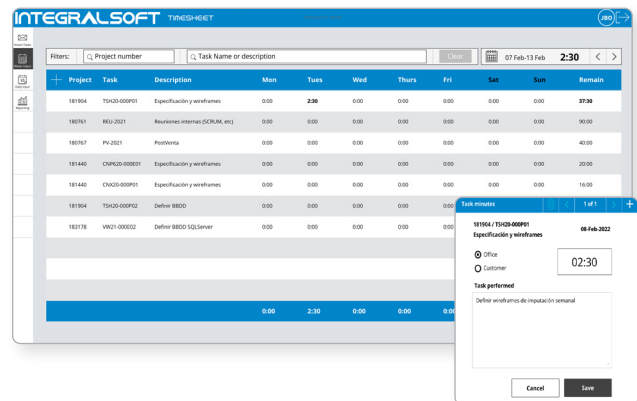 INTEGRALSOFT TIMESHEET
JBO
Filters: Project number Task Name or description Clear 07 Feb-13 Feb 2:30
Project Task Description Mon Tues Wed Thurs Fri Sat Sun Remain
181904 TSH20-000P01 Especificación y wireframes 0:00 2:30 0:00 0:00 0:00 0:00 0:00 37:30
180761 REU-2021 Reuniones internas (SCRUM, etc) 0:00 0:00 0:00 0:00 0:00 0:00 0:00 90:00
180767 PV-2021 PostVenta 0:00 0:00 0:00 0:00 0:00 0:00 0:00 40:00
181440 CNP620-000E01 Especificación y wireframes 0:00 0:00 0:00 0:00 0:00 0:00 0:00 20:00
181440 CNX20-000P01 Especificación y wireframes 0:00 0:00 0:00 0:00 0:00 0:00 0:00 16:00
181904 TSH20-000P02 Definir BBDD 0:00 0:00 0:00 0:00 0:00
183178 VW21-000E02 Definir BBDD SQLServer 0:00 0:00 0:00 0:00 0:00
0:00 2:30 0:00 0:00 0:00
Task minutes 1 of 1
181904 / TSH20-000P01 08-Feb-2022
Especificación y wireframes
Office
Customer
02:30
Task performed
Definir wireframes de imputación semanal
Cancel Save